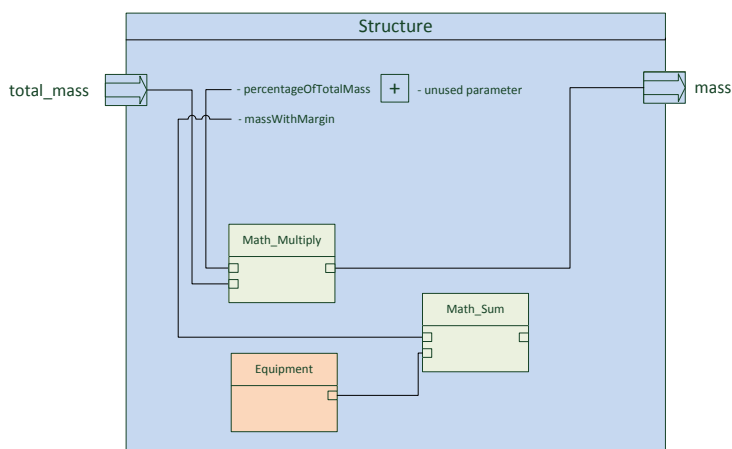 Structure
total_mass
- percentageOfTotalMass
+
- unused parameter
mass
- massWithMargin
Math_Multiply
Math_Sum
Equipment